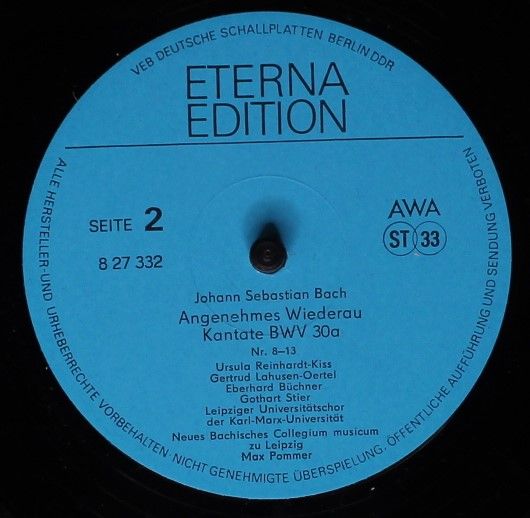 VEB DEUTSCHE SCHALLPLATTEN BERLIN DDR
ETERNA
EDITION
SEITE 2
8 27 332
AWA
ST 33
Johann Sebastian Bach
Angenehmes Wiederau
Kantate BWV 30a
Nr. 8–13
Ursula Reinhardt-Kiss
Gertrud Lahusen-Oertel
Eberhard Büchner
Gothart Stier
Leipziger Universitätschor
der Karl-Marx-Universität
Neues Bachisches Collegium musicum
zu Leipzig
Max Pommer
ALLE HERSTELLER- UND URHEBERRECHTE VORBEHALTEN. NICHT GENEHMIGTE ÜBERSPIELUNG, ÖFFENTLICHE AUFFÜHRUNG UND SENDUNG VERBOTEN